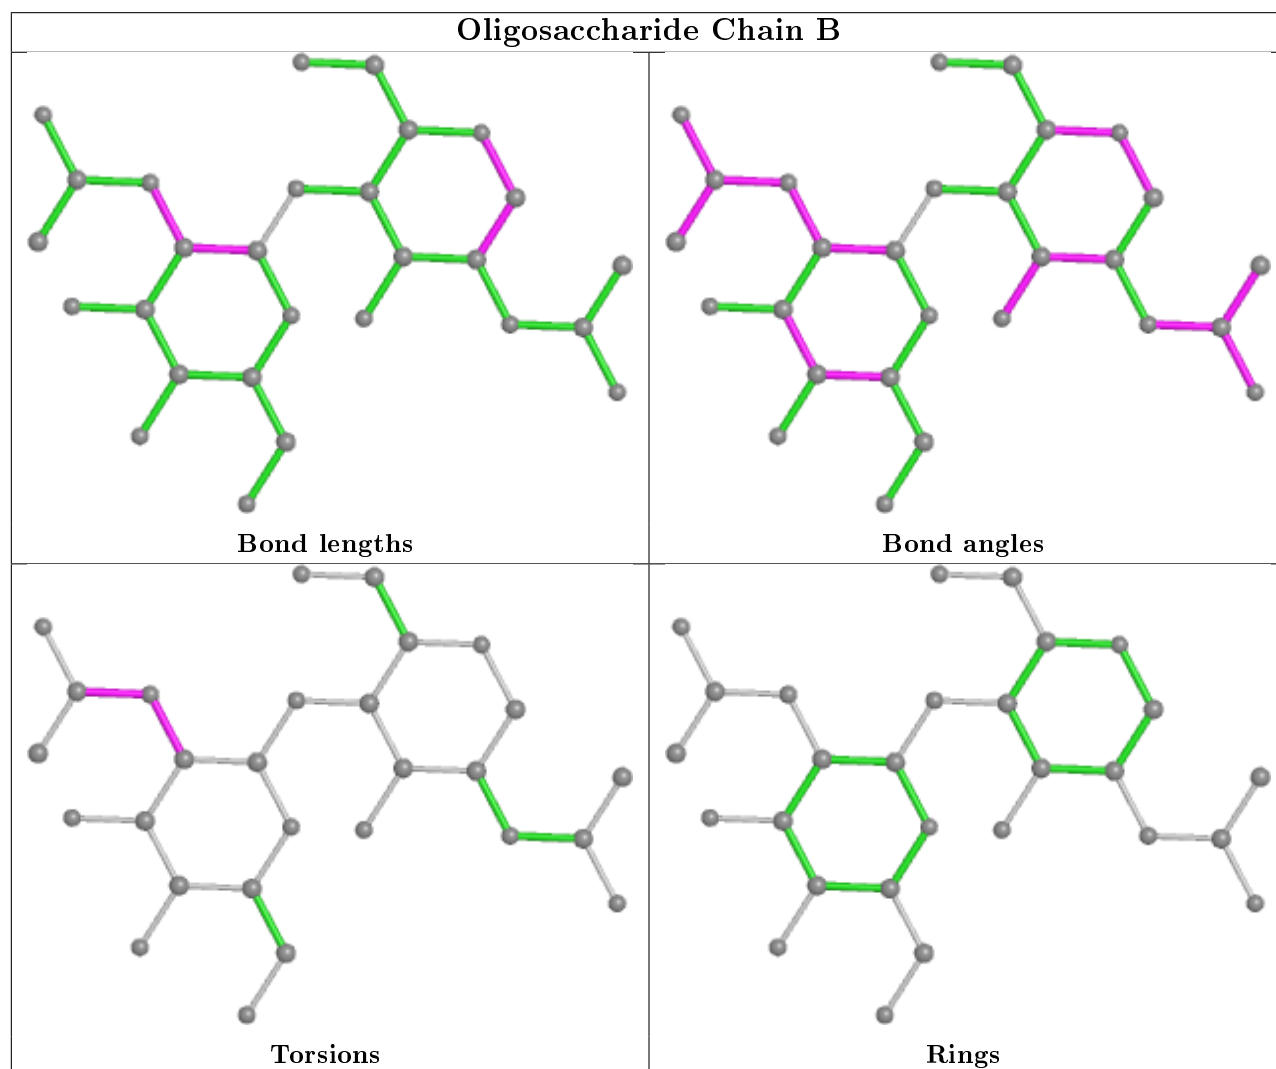 Oligosaccharide Chain B
Bond lengths
Bond angles
Torsions
Rings